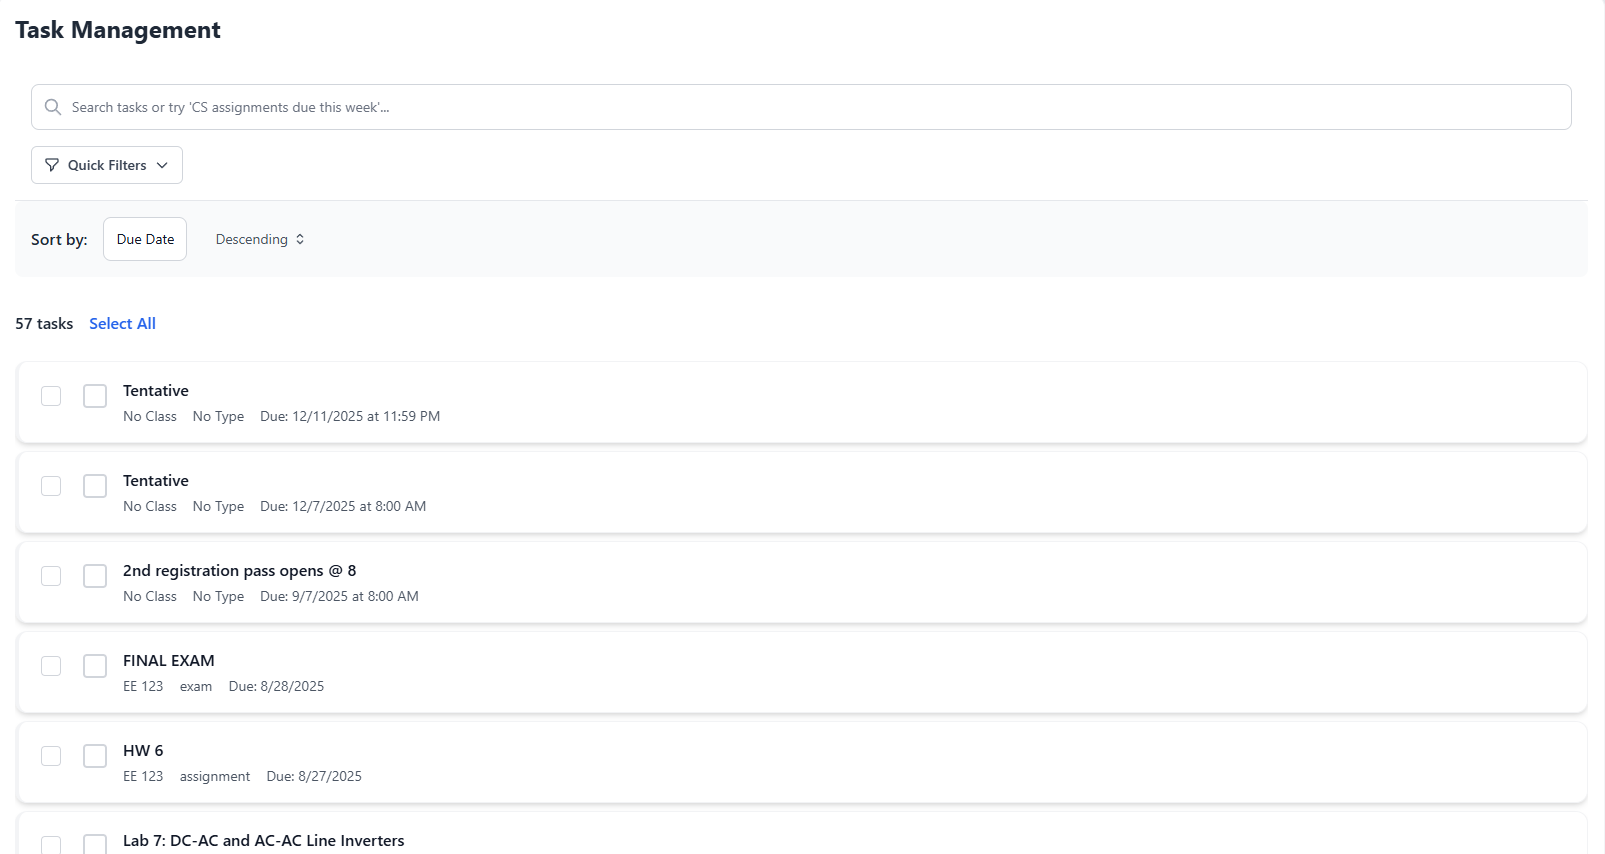 Task Management
Search tasks or try 'CS assignments due this week'...
Quick Filters
Sort by: Due Date Descending
57 tasks Select All
Tentative
No Class No Type Due: 12/11/2025 at 11:59 PM
Tentative
No Class No Type Due: 12/7/2025 at 8:00 AM
2nd registration pass opens @ 8
No Class No Type Due: 9/7/2025 at 8:00 AM
FINAL EXAM
EE 123 exam Due: 8/28/2025
HW 6
EE 123 assignment Due: 8/27/2025
Lab 7: DC-AC and AC-AC Line Inverters